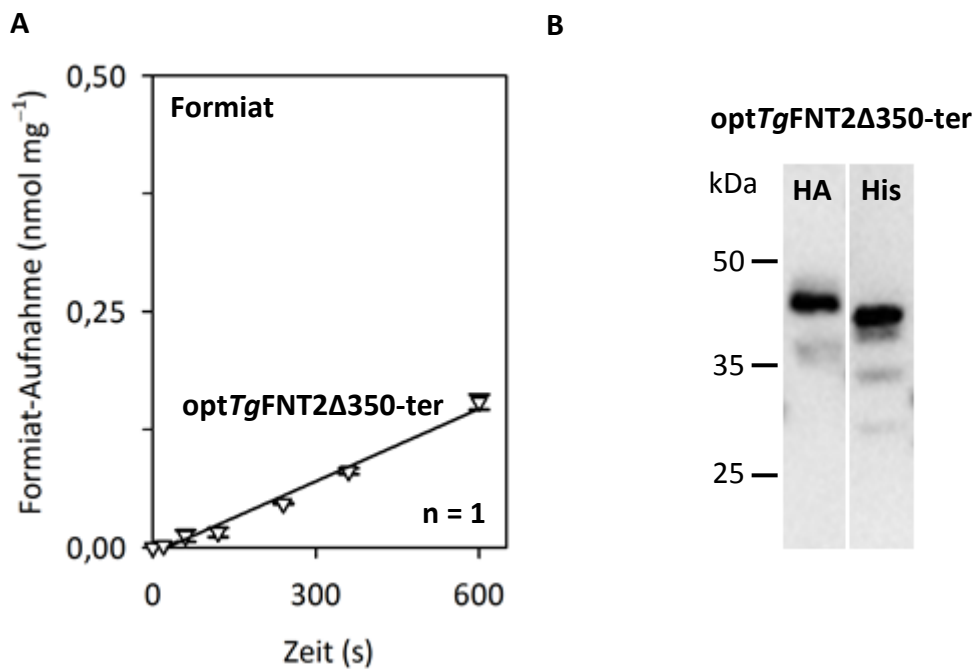 A
Formiat-Aufnahme (nmol mg⁻¹)
0,50
0,25
0,00
Formiat
optTgFNT2Δ350-ter
n = 1
0 300 600
Zeit (s)
B
optTgFNT2Δ350-ter
kDa HA His
50
35
25